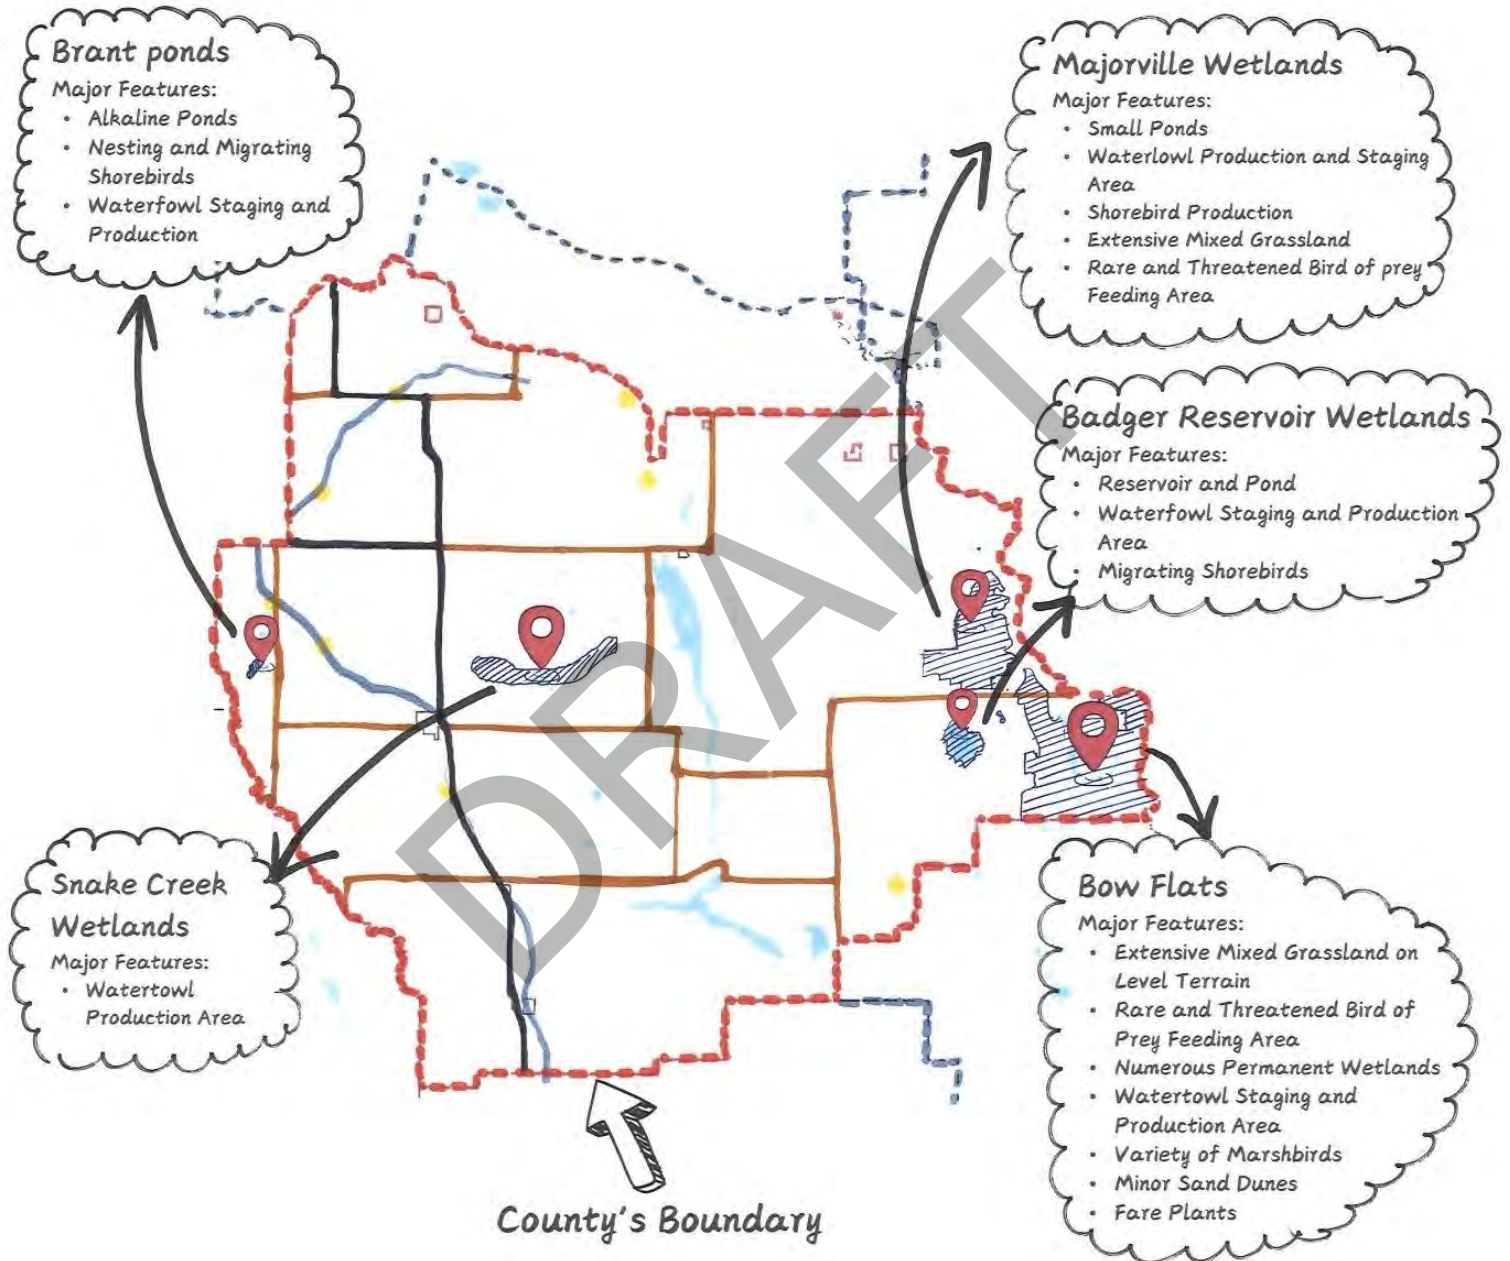 Brant ponds
Major Features:
• Alkaline Ponds
• Nesting and Migrating
Shorebirds
• Waterfowl Staging and
Production
Majorville Wetlands
Major Features:
• Small Ponds
• Waterlowl Production and Staging
Area
• Shorebird Production
• Extensive Mixed Grassland
• Rare and Threatened Bird of prey
Feeding Area
Badger Reservoir Wetlands
Major Features:
• Reservoir and Pond
• Waterfowl Staging and Production
Area
• Migrating Shorebirds
DRAFT
Snake Creek
Wetlands
Major Features:
• Watertowl
Production Area
Bow Flats
Major Features:
• Extensive Mixed Grassland on
Level Terrain
• Rare and Threatened Bird of
Prey Feeding Area
• Numerous Permanent Wetlands
• Watertowl Staging and
Production Area
• Variety of Marshbirds
• Minor Sand Dunes
• Fare Plants
County's Boundary